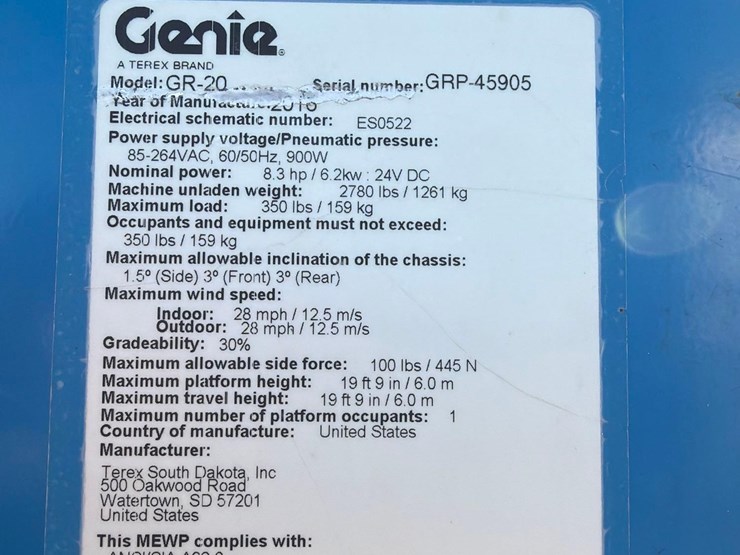 Genie®
A TEREX BRAND
Model: GR-20 Serial number: GRP-45905
Year of Manufacture: 2016
Electrical schematic number: ES0522
Power supply voltage/Pneumatic pressure:
85-264VAC, 60/50Hz, 900W
Nominal power: 8.3 hp / 6.2kw : 24V DC
Machine unladen weight: 2780 lbs / 1261 kg
Maximum load: 350 lbs / 159 kg
Occupants and equipment must not exceed:
350 lbs / 159 kg
Maximum allowable inclination of the chassis:
1.5º (Side) 3º (Front) 3º (Rear)
Maximum wind speed:
Indoor: 28 mph / 12.5 m/s
Outdoor: 28 mph / 12.5 m/s
Gradeability: 30%
Maximum allowable side force: 100 lbs / 445 N
Maximum platform height: 19 ft 9 in / 6.0 m
Maximum travel height: 19 ft 9 in / 6.0 m
Maximum number of platform occupants: 1
Country of manufacture: United States
Manufacturer:
Terex South Dakota, Inc
500 Oakwood Road
Watertown, SD 57201
United States
This MEWP complies with: